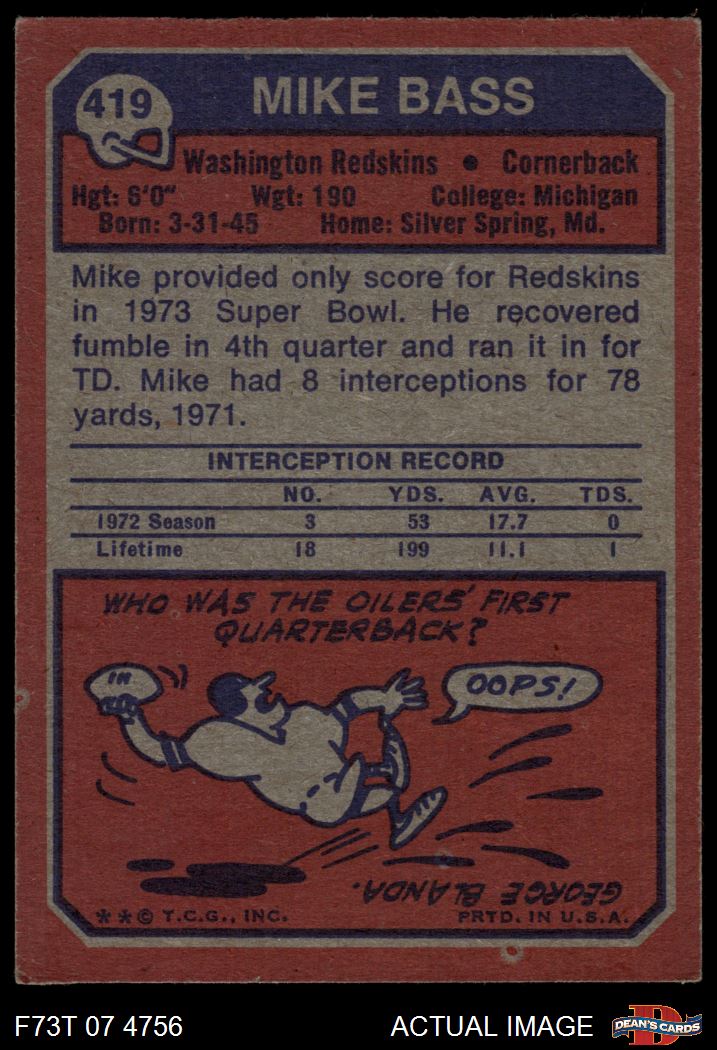 419
MIKE BASS
Washington Redskins • Cornerback
Hgt: 6'0" Wgt: 190 College: Michigan
Born: 3-31-45 Home: Silver Spring, Md.
Mike provided only score for Redskins
in 1973 Super Bowl. He recovered
fumble in 4th quarter and ran it in for
TD. Mike had 8 interceptions for 78
yards, 1971.
INTERCEPTION RECORD
NO. YDS. AVG. TDS.
1972 Season 3 53 17.7 0
Lifetime 18 199 11.1 1
WHO WAS THE OILERS' FIRST
QUARTERBACK?
IN
OOPS!
GEORGE BLANDA.
**© T.C.G., INC. PRTD. IN U.S.A.
F73T 07 4756 ACTUAL IMAGE
D
DEAN'S CARDS